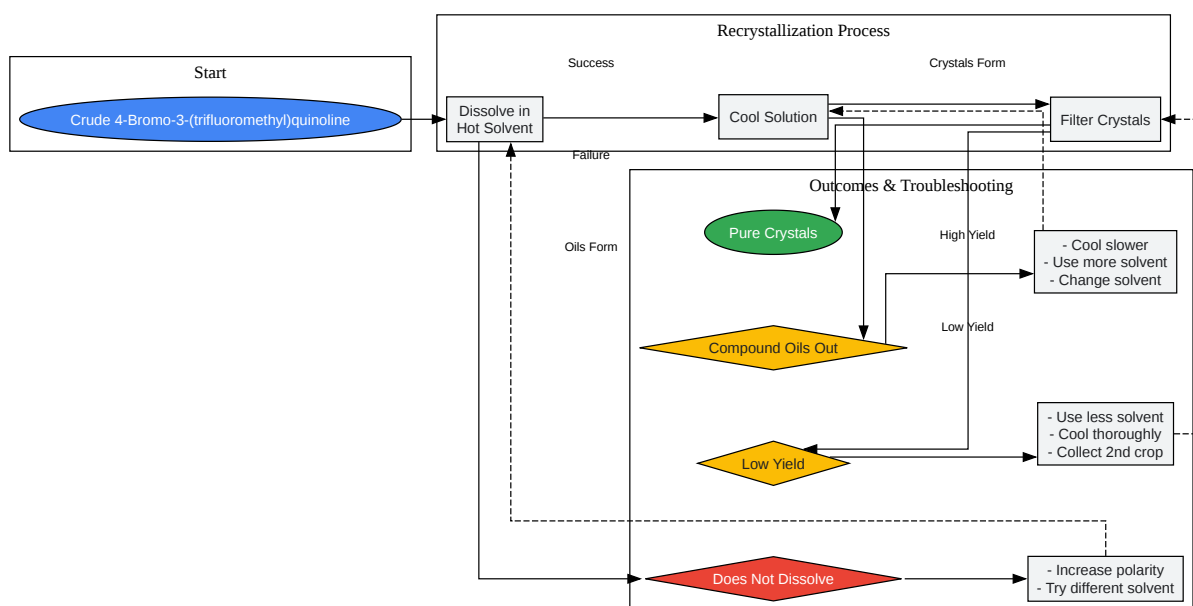 Recrystallization Process
Start
Success
Crystals Form
Crude 4-Bromo-3-(trifluoromethyl)quinoline
Dissolve in
Hot Solvent
Cool Solution
Filter Crystals
Failure
Outcomes & Troubleshooting
Pure Crystals
Oils Form
High Yield
- Cool slower
- Use more solvent
- Change solvent
Low Yield
Compound Oils Out
- Use less solvent
- Cool thoroughly
- Collect 2nd crop
Low Yield
Does Not Dissolve
- Increase polarity
- Try different solvent